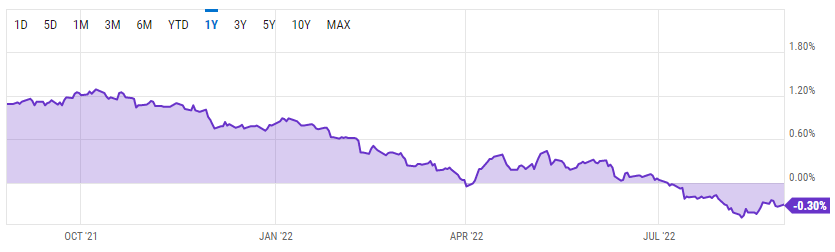 1D 5D 1M 3M 6M YTD 1Y 3Y 5Y 10Y MAX
1.80%
1.20%
0.60%
0.00%
-0.30%
OCT '21 JAN '22 APR '22 JUL '22